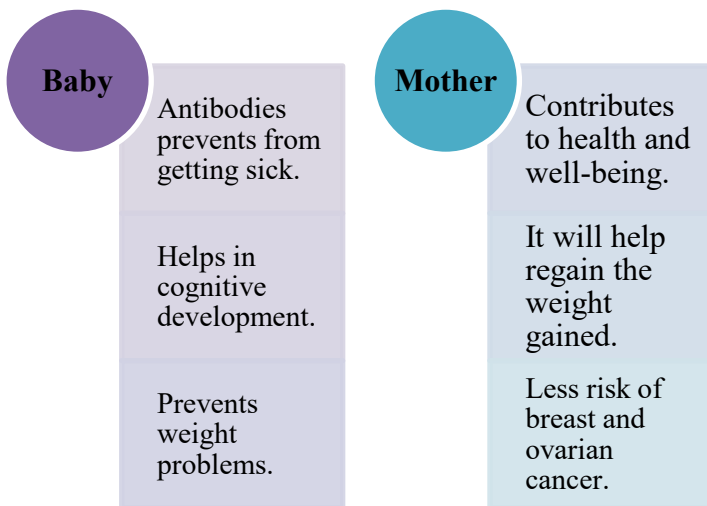 Baby
Antibodies
prevents from
getting sick.
Helps in
cognitive
development.
Prevents
weight
problems.
Mother
Contributes
to health and
well-being.
It will help
regain the
weight
gained.
Less risk of
breast and
ovarian
cancer.